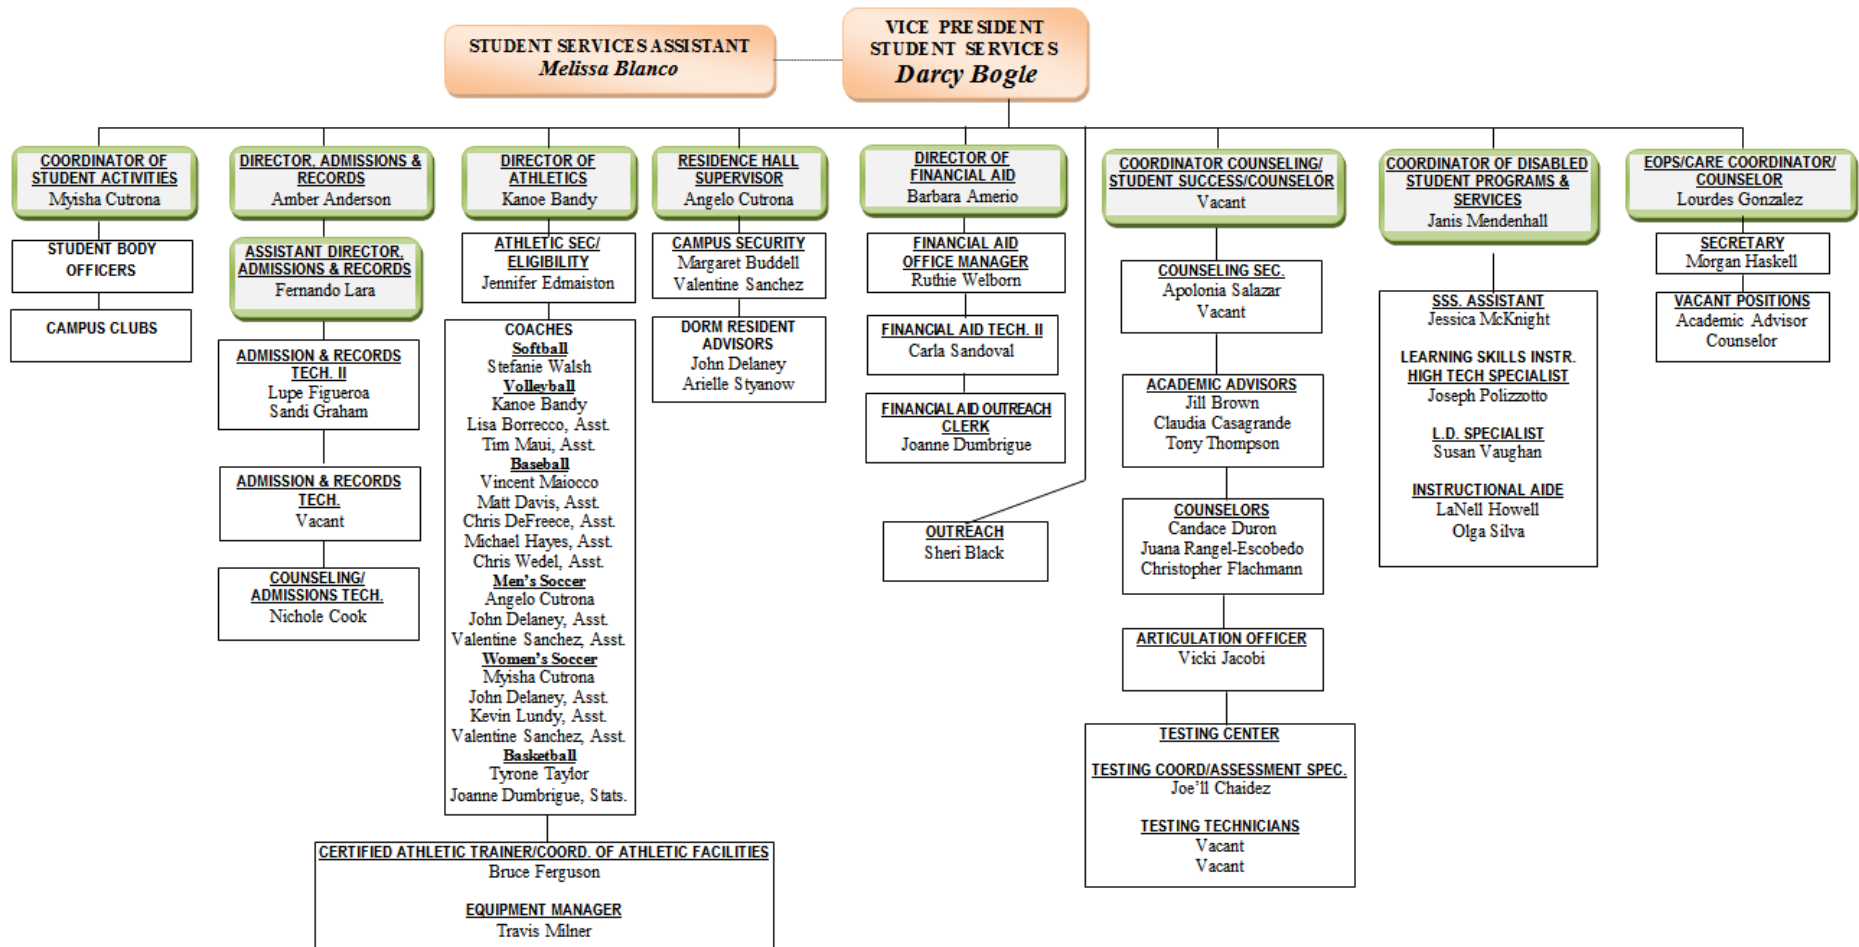 STUDENT SERVICES ASSISTANT
Melissa Blanco
VICE PRESIDENT
STUDENT SERVICES
Darcy Bogle
COORDINATOR OF
STUDENT ACTIVITIES
Myisha Cutrona
STUDENT BODY
OFFICERS
CAMPUS CLUBS
DIRECTOR, ADMISSIONS &
RECORDS
Amber Anderson
ASSISTANT DIRECTOR,
ADMISSIONS & RECORDS
Fernando Lara
ADMISSION & RECORDS
TECH. II
Lupe Figueroa
Sandi Graham
ADMISSION & RECORDS
TECH.
Vacant
COUNSELING/
ADMISSIONS TECH.
Nichole Cook
DIRECTOR OF
ATHLETICS
Kanoe Bandy
ATHLETIC SEC/
ELIGIBILITY
Jennifer Edmaiston
COACHES
Softball
Stefanie Walsh
Volleyball
Kanoe Bandy
Lisa Borrecco, Asst.
Tim Maui, Asst.
Baseball
Vincent Maiocco
Matt Davis, Asst.
Chris DeFreece, Asst.
Michael Hayes, Asst.
Chris Wedel, Asst.
Men's Soccer
Angelo Cutrona
John Delaney, Asst.
Valentine Sanchez, Asst.
Women's Soccer
Myisha Cutrona
John Delaney, Asst.
Kevin Lundy, Asst.
Valentine Sanchez, Asst.
Basketball
Tyrone Taylor
Joanne Dumbrigue, Stats.
CERTIFIED ATHLETIC TRAINER/COORD. OF ATHLETIC FACILITIES
Bruce Ferguson
EQUIPMENT MANAGER
Travis Milner
RESIDENCE HALL
SUPERVISOR
Angelo Cutrona
CAMPUS SECURITY
Margaret Buddell
Valentine Sanchez
DORM RESIDENT
ADVISORS
John Delaney
Arielle Styanow
DIRECTOR OF
FINANCIAL AID
Barbara Amerio
FINANCIAL AID
OFFICE MANAGER
Ruthie Welborn
FINANCIAL AID TECH. II
Carla Sandoval
FINANCIAL AID OUTREACH
CLERK
Joanne Dumbrigue
OUTREACH
Sheri Black
COORDINATOR COUNSELING/
STUDENT SUCCESS/COUNSELOR
Vacant
COUNSELING SEC.
Apolonia Salazar
Vacant
ACADEMIC ADVISORS
Jill Brown
Claudia Casagrande
Tony Thompson
COUNSELORS
Candace Duron
Juana Rangel-Escobedo
Christopher Flachmann
ARTICULATION OFFICER
Vicki Jacobi
TESTING CENTER
TESTING COORD/ASSESSMENT SPEC.
Joe'll Chaidez
TESTING TECHNICIANS
Vacant
Vacant
COORDINATOR OF DISABLED
STUDENT PROGRAMS &
SERVICES
Janis Mendenhall
SSS. ASSISTANT
Jessica McKnight
LEARNING SKILLS INSTR.
HIGH TECH SPECIALIST
Joseph Polizzotto
L.D. SPECIALIST
Susan Vaughan
INSTRUCTIONAL AIDE
LaNell Howell
Olga Silva
EOPS/CARE COORDINATOR/
COUNSELOR
Lourdes Gonzalez
SECRETARY
Morgan Haskell
VACANT POSITIONS
Academic Advisor
Counselor